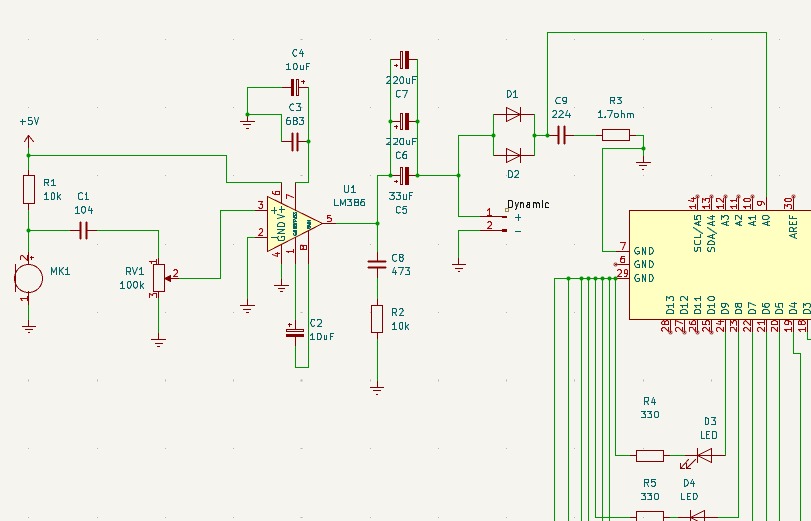 +5V
R1
10k
C1
104
MK1
2
+
1
RV1
100k
1
2
3
C4
10uF
C3
683
U1
LM386
3
2
6
7
5
4
1
8
V+
GND
C2
10uF
220uF
C7
220uF
C6
33uF
C5
C8
473
R2
10k
Dynamic
1
+
2
-
D1
D2
C9
224
R3
1.7ohm
7
GND
6
GND
29
GND
14
SCL/A5
13
SDA/A4
12
A3
11
A2
10
A1
9
A0
30
AREF
D13
28
D12
27
D11
26
D10
25
D9
24
D8
23
D7
22
D6
21
D5
20
D4
19
D3
18
R4
330
D3
LED
R5
330
D4
LED